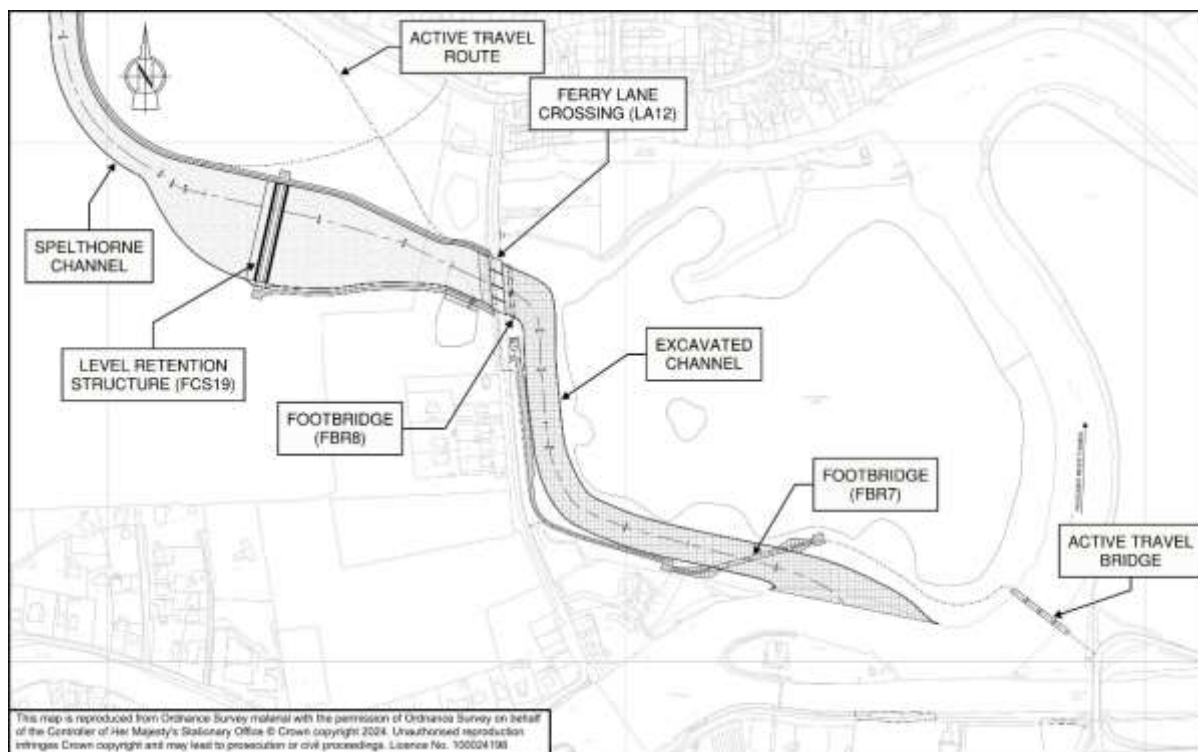 ACTIVE TRAVEL
ROUTE
FERRY LANE
CROSSING (LA12)
SPELTHORNE
CHANNEL
LEVEL RETENTION
STRUCTURE (FCS19)
FOOTBRIDGE
(FBR8)
EXCAVATED
CHANNEL
FOOTBRIDGE
(FBR7)
ACTIVE TRAVEL
BRIDGE
This map is reproduced from Ordnance Survey material with the permission of Ordnance Survey on behalf
of the Controller of Her Majesty's Stationary Office © Crown copyright 2024. Unauthorised reproduction
infringes Crown copyright and may lead to prosecution or civil proceedings. Licence No. 100024198